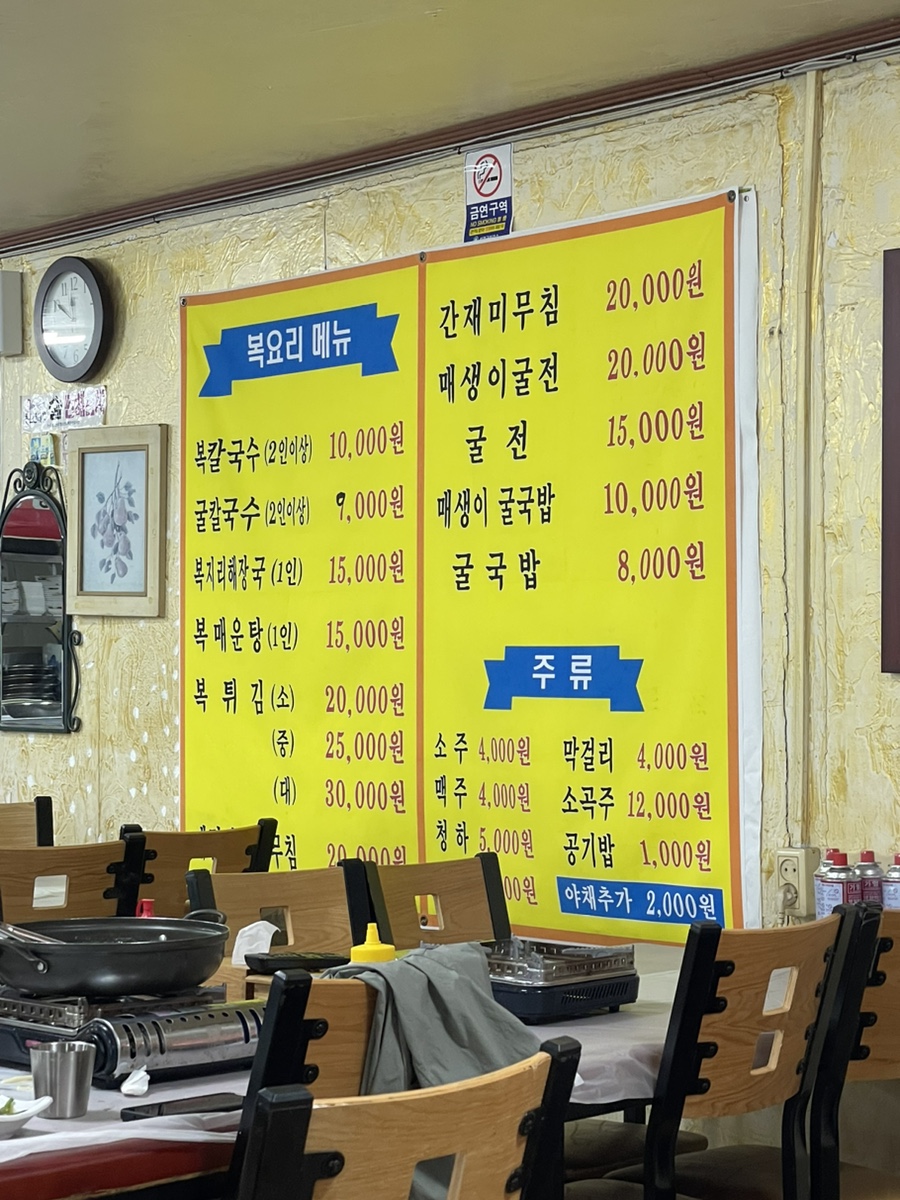 금연구역
NO SMOKING
복요리 메뉴
복칼국수 (2인이상) 10,000원
굴칼국수 (2인이상) 9,000원
복지리해장국 (1인) 15,000원
복매운탕 (1인) 15,000원
복 튀 김 (소) 20,000원
(중) 25,000원
(대) 30,000원
무침 20,000원
간재미무침 20,000원
매생이굴전 20,000원
굴 전 15,000원
매생이 굴국밥 10,000원
굴 국 밥 8,000원
주 류
소 주 4,000원 막걸리 4,000원
맥 주 4,000원 소곡주 12,000원
청 하 5,000원 공기밥 1,000원
00원 야채추가 2,000원